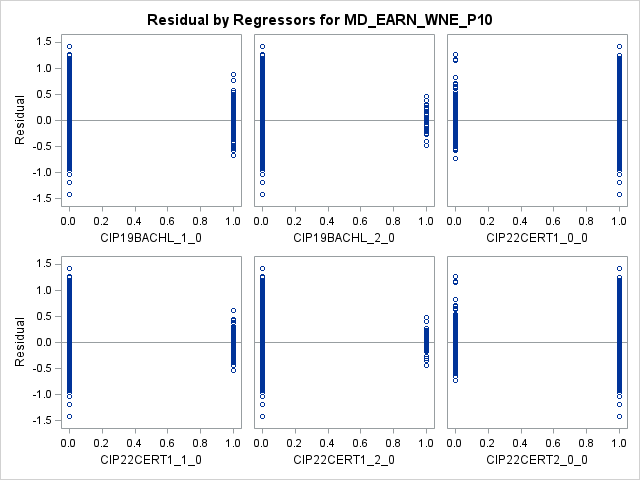 Residual by Regressors for MD_EARN_WNE_P10
1.5
1.0
0.5
0.0
-0.5
-1.0
-1.5
Residual
0.0 0.2 0.4 0.6 0.8 1.0
CIP19BACHL_1_0
0.0 0.2 0.4 0.6 0.8 1.0
CIP19BACHL_2_0
0.0 0.2 0.4 0.6 0.8 1.0
CIP22CERT1_0_0
1.5
1.0
0.5
0.0
-0.5
-1.0
-1.5
Residual
0.0 0.2 0.4 0.6 0.8 1.0
CIP22CERT1_1_0
0.0 0.2 0.4 0.6 0.8 1.0
CIP22CERT1_2_0
0.0 0.2 0.4 0.6 0.8 1.0
CIP22CERT2_0_0